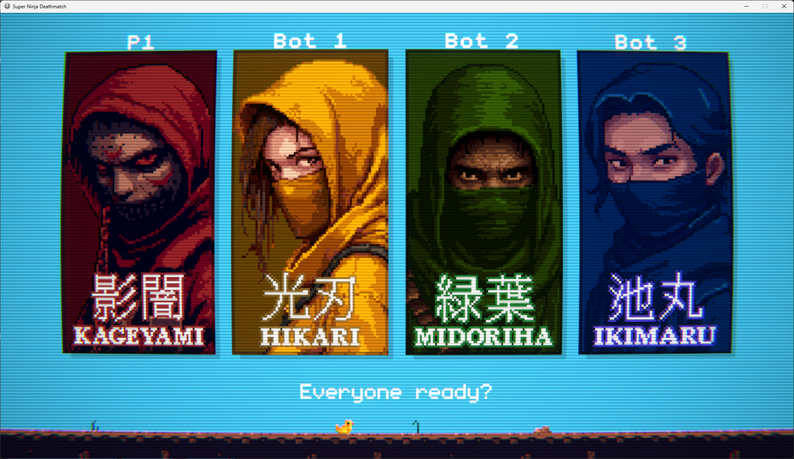 Super Ninja Deathmatch
P1
Bot 1
Bot 2
Bot 3
影闇
KAGEYAMI
光刃
HIKARI
緑葉
MIDORIHA
池丸
IKIMARU
Everyone ready?